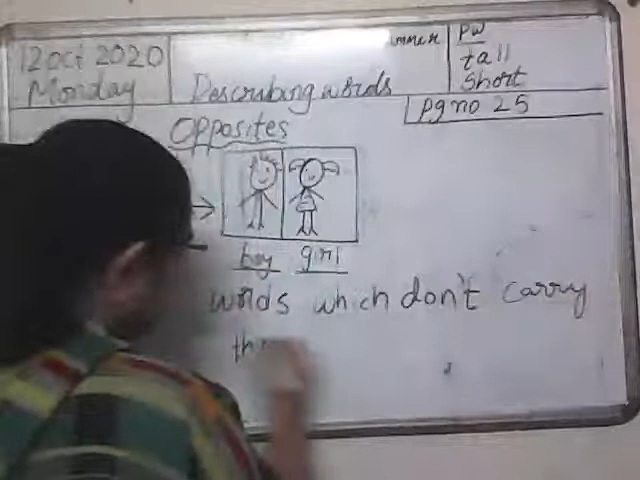 12 oct 2020
Monday
Describing words
PW
tall
short
pg no 25
Opposites
boy girl
words which don't carry
the